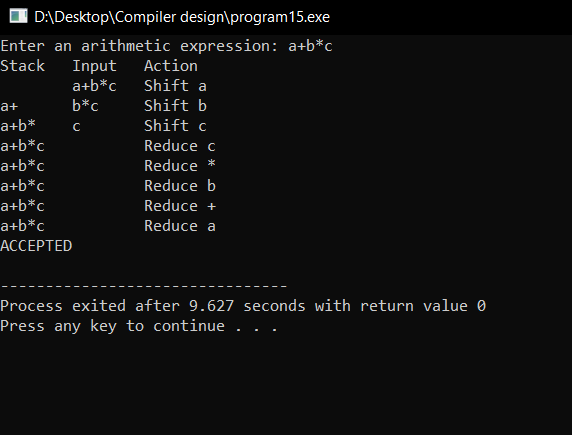 D:\Desktop\Compiler design\program15.exe
Enter an arithmetic expression: a+b*c
Stack   Input   Action
        a+b*c   Shift a
a+      b*c     Shift b
a+b*    c       Shift c
a+b*c           Reduce c
a+b*c           Reduce *
a+b*c           Reduce b
a+b*c           Reduce +
a+b*c           Reduce a
ACCEPTED
--------------------------------
Process exited after 9.627 seconds with return value 0
Press any key to continue . . .